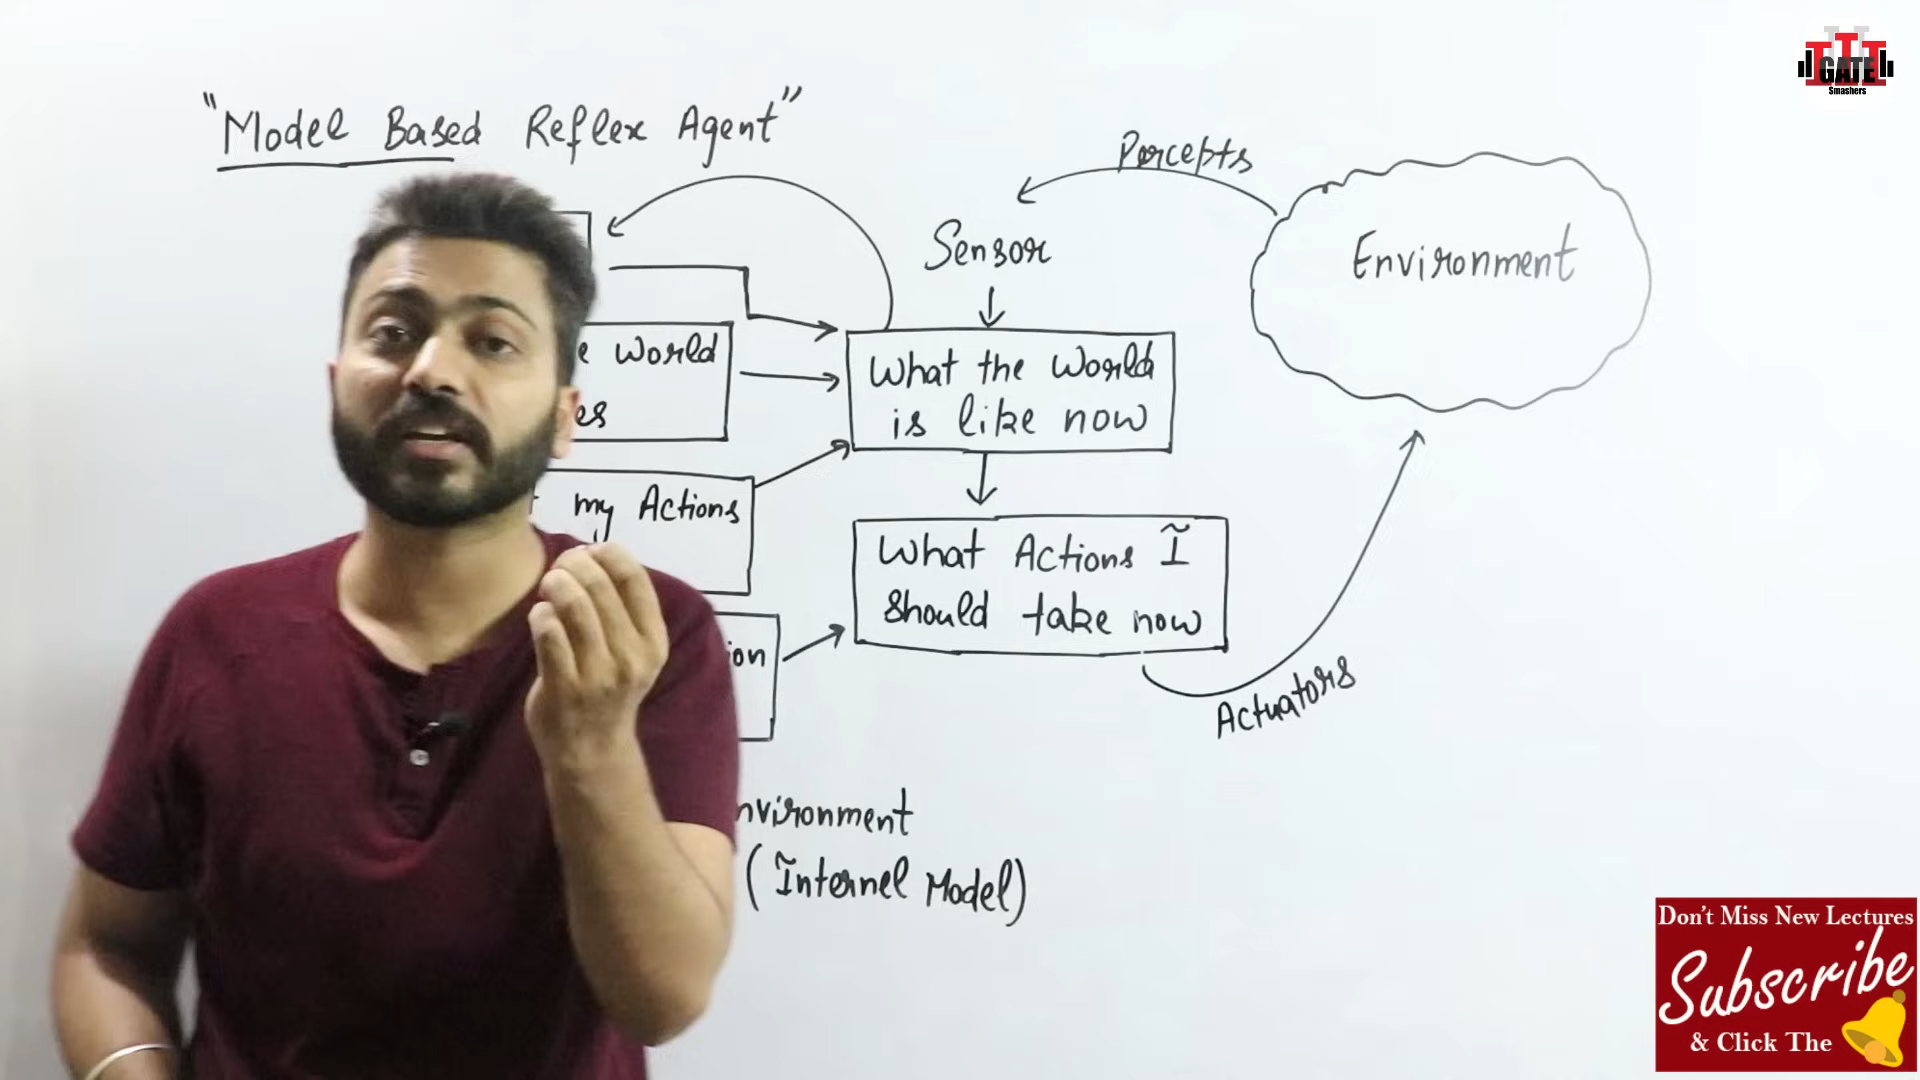 "Model Based Reflex Agent"
Percepts
Sensor
Environment
World
What the World
is like now
es
my Actions
What Actions I
should take now
ion
Actuators
nvironment
(Internel Model)
GATE
Smashers
Don't Miss New Lectures
Subscribe
& Click The